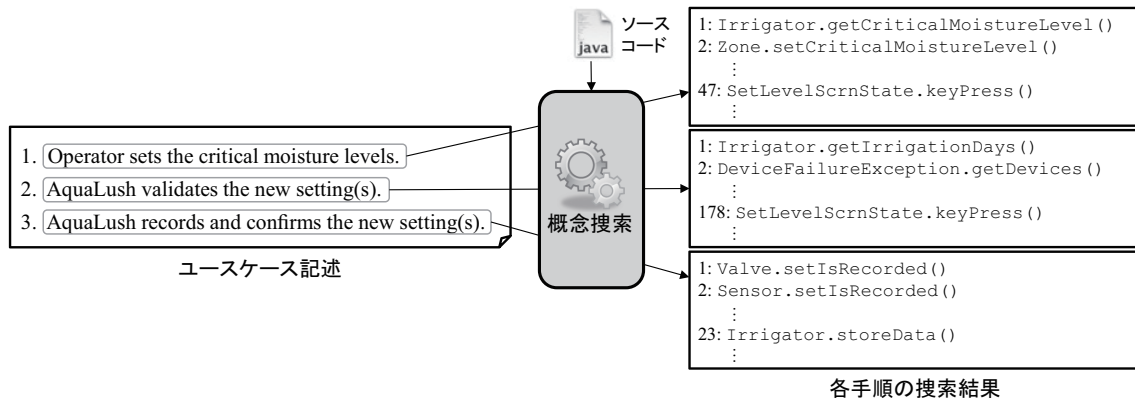 java
ソース
コード
1. Operator sets the critical moisture levels.
2. AquaLush validates the new setting(s).
3. AquaLush records and confirms the new setting(s).
ユースケース記述
概念捜索
1: Irrigator.getCriticalMoistureLevel()
2: Zone.setCriticalMoistureLevel()
⋮
47: SetLevelScrnState.keyPress()
⋮
1: Irrigator.getIrrigationDays()
2: DeviceFailureException.getDevices()
⋮
178: SetLevelScrnState.keyPress()
⋮
1: Valve.setIsRecorded()
2: Sensor.setIsRecorded()
⋮
23: Irrigator.storeData()
⋮
各手順の捜索結果